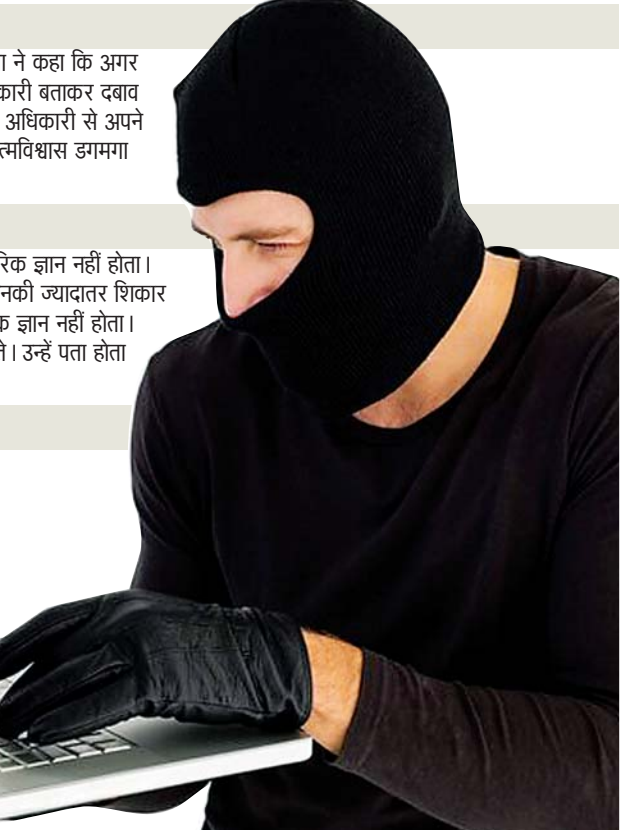 ने कहा कि अगर
कारी बताकर दबाव
अधिकारी से अपने
त्मविश्वास डगमगा
रिक ज्ञान नहीं होता।
नकी ज्यादातर शिकार
क ज्ञान नहीं होता।
ने। उन्हें पता होता